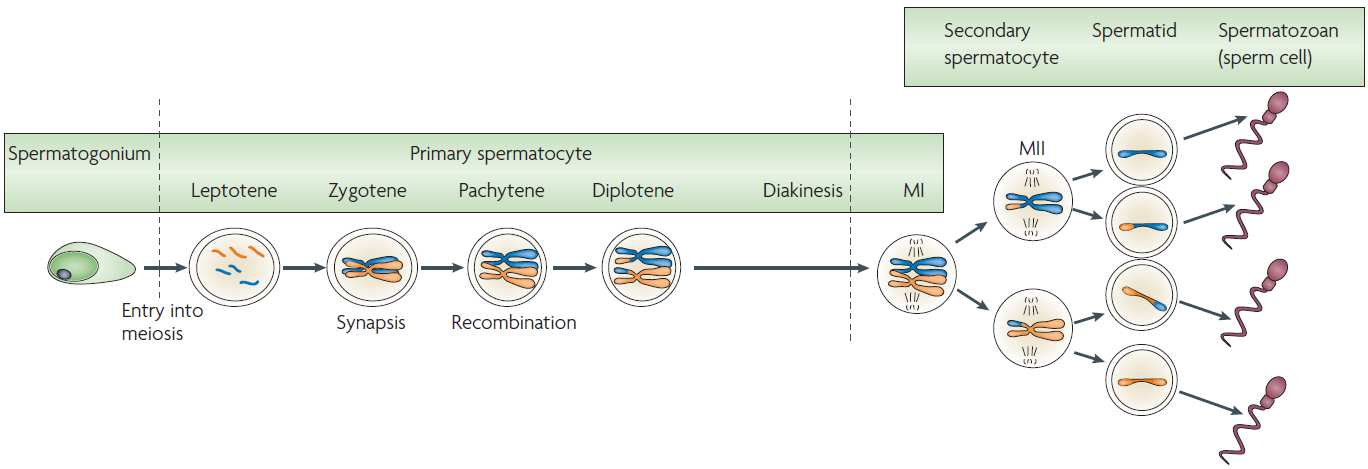 Secondary spermatocyte
Spermatid
Spermatozoan (sperm cell)
Spermatogonium
Primary spermatocyte
Leptotene
Zygotene
Pachytene
Diplotene
Diakinesis
MI
MII
Entry into meiosis
Synapsis
Recombination